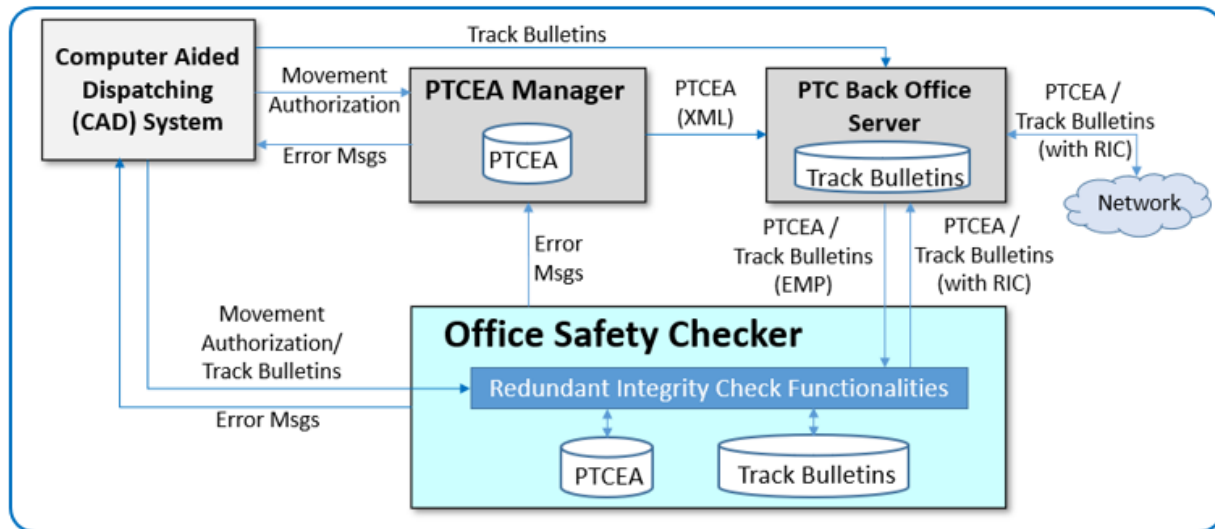 Computer Aided
Dispatching
(CAD) System
Track Bulletins
Movement
Authorization
Error Msgs
PTCEA Manager
PTCEA
PTCEA
(XML)
PTC Back Office
Server
Track Bulletins
PTCEA /
Track Bulletins
(with RIC)
Network
Error
Msgs
PTCEA /
Track Bulletins
(EMP)
PTCEA /
Track Bulletins
(with RIC)
Movement
Authorization/
Track Bulletins
Error Msgs
Office Safety Checker
Redundant Integrity Check Functionalities
PTCEA
Track Bulletins